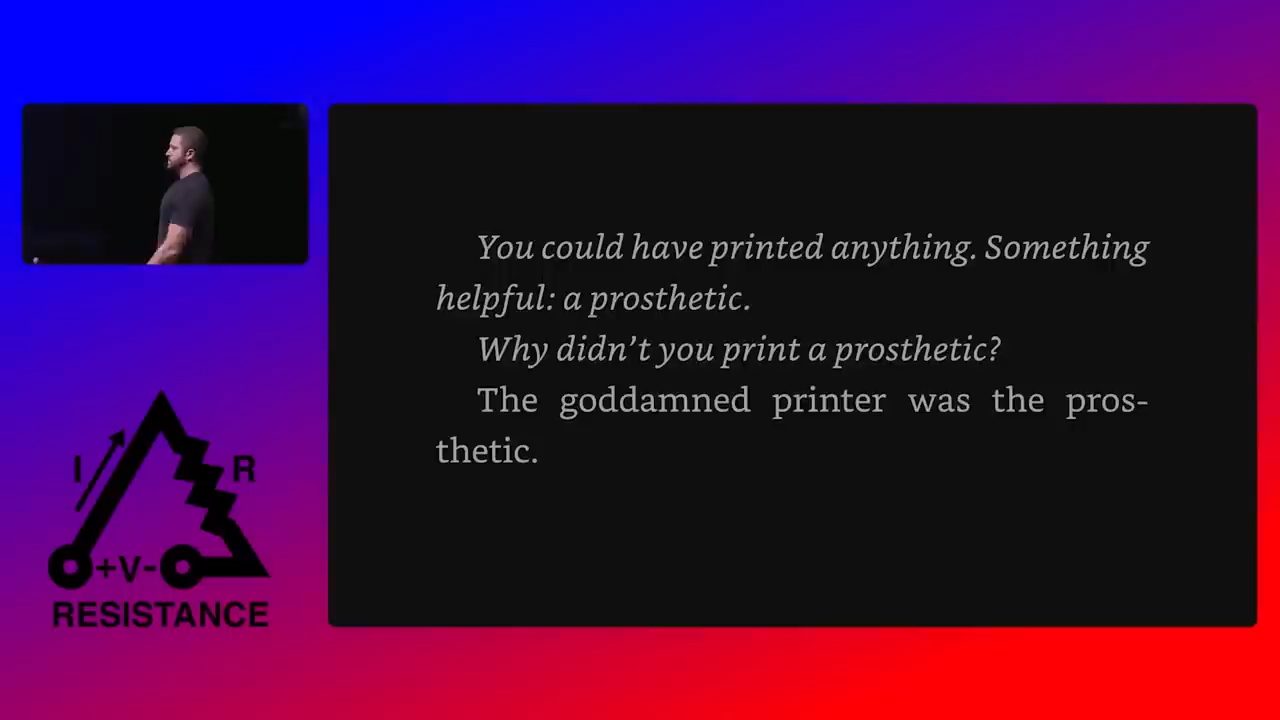 You could have printed anything. Something
helpful: a prosthetic.
Why didn’t you print a prosthetic?
The goddamned printer was the pros-
thetic.
I
R
+V-
RESISTANCE